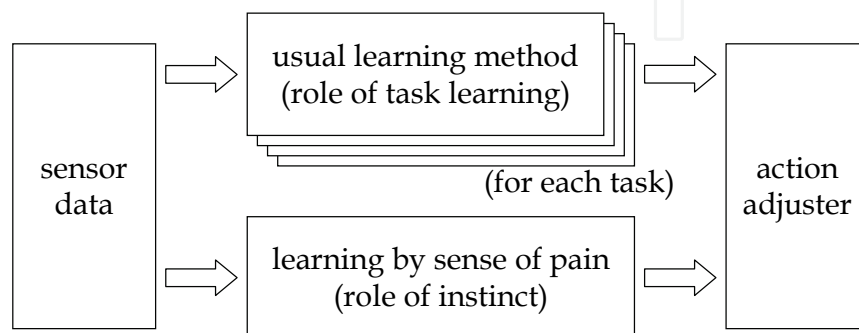 usual learning method
(role of task learning)
sensor
data
(for each task)
action
adjuster
learning by sense of pain
(role of instinct)